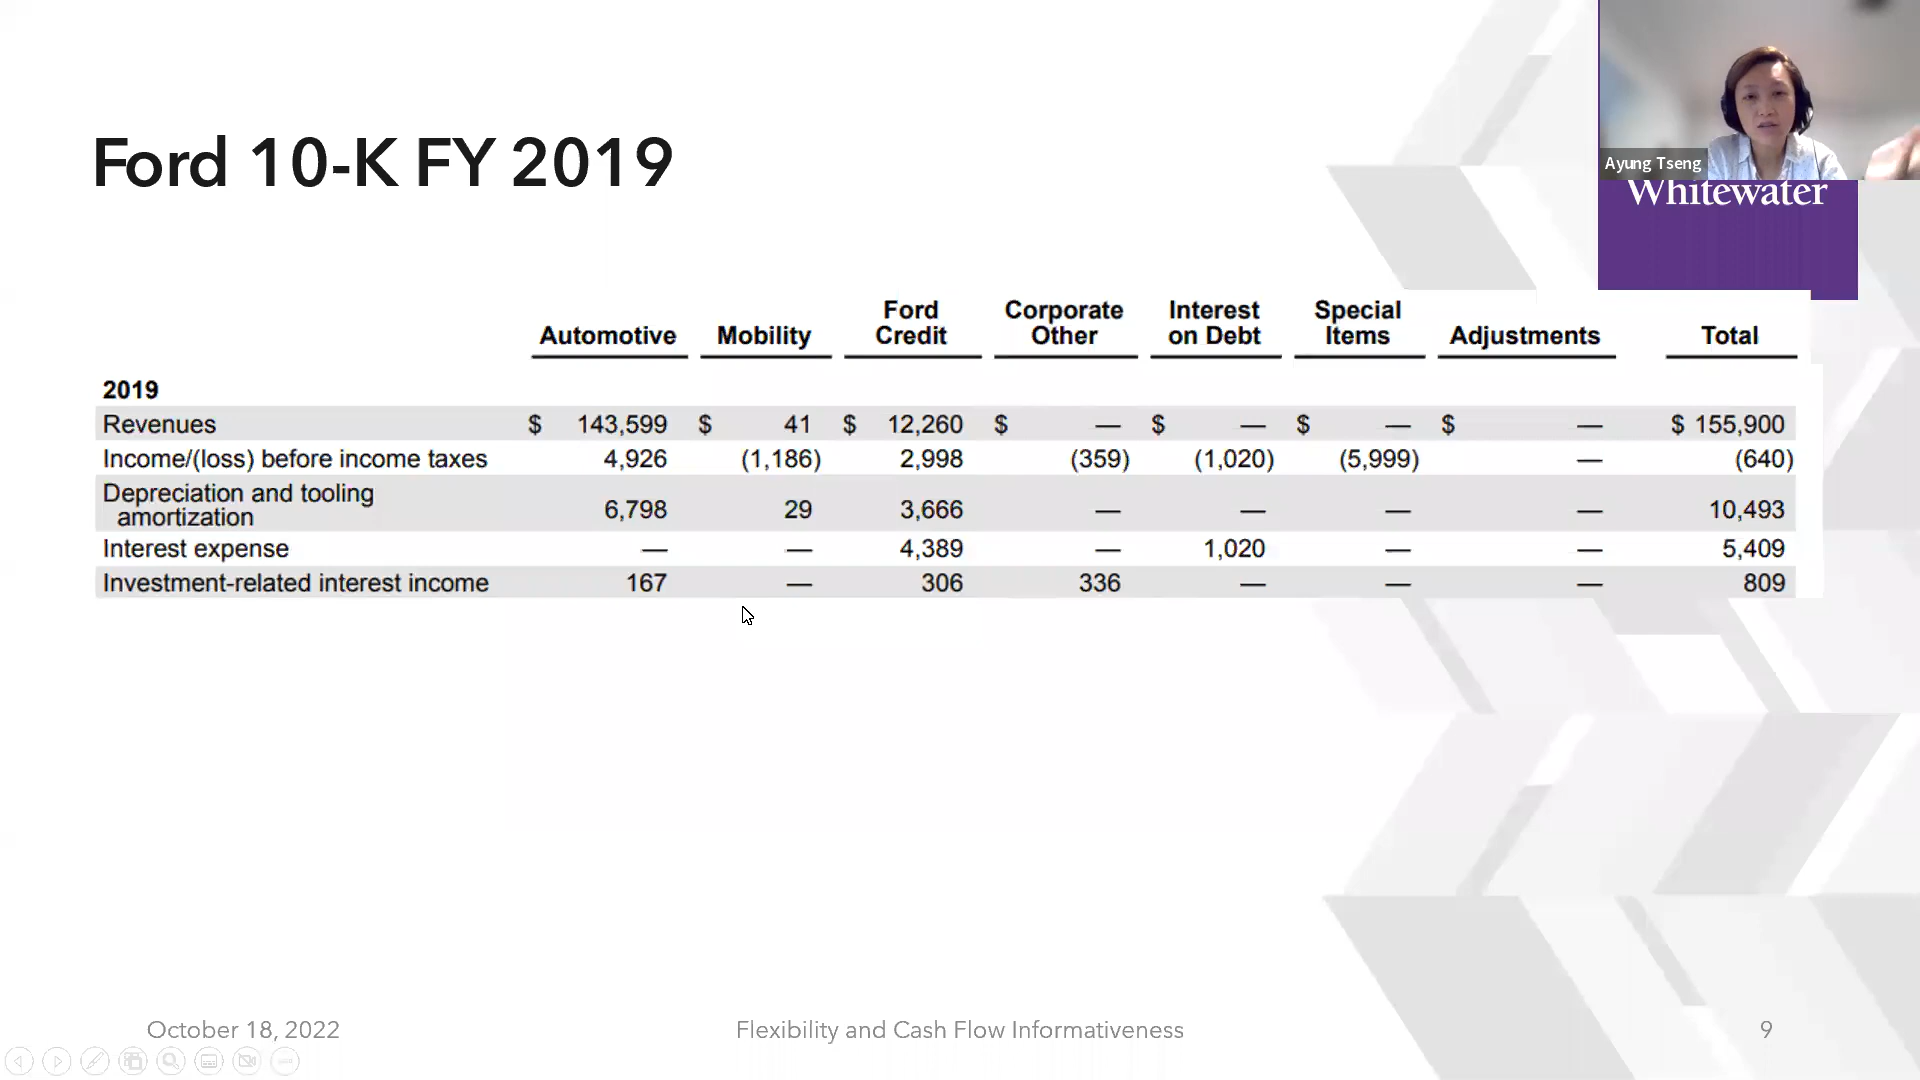 Ayung Tseng
Whitewater
Ford 10-K FY 2019
Automotive Mobility Ford Credit Corporate Other Interest on Debt Special Items Adjustments Total
2019
Revenues $ 143,599 $ 41 $ 12,260 $ — $ — $ — $ — $ 155,900
Income/(loss) before income taxes 4,926 (1,186) 2,998 (359) (1,020) (5,999) — (640)
Depreciation and tooling
amortization 6,798 29 3,666 — — — — 10,493
Interest expense — — 4,389 — 1,020 — — 5,409
Investment-related interest income 167 — 306 336 — — — 809
October 18, 2022 Flexibility and Cash Flow Informativeness 9